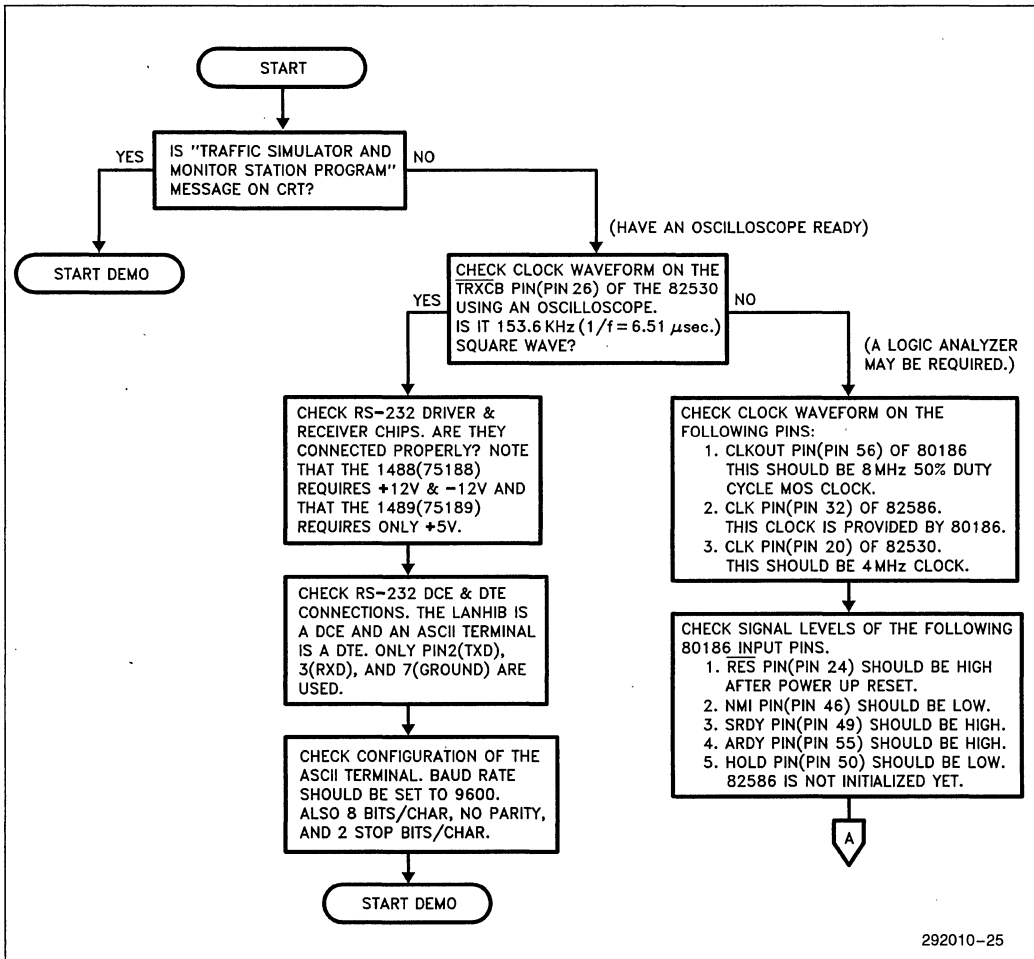 START
YES
IS "TRAFFIC SIMULATOR AND
MONITOR STATION PROGRAM"
MESSAGE ON CRT?
NO
START DEMO
(HAVE AN OSCILLOSCOPE READY)
YES
CHECK CLOCK WAVEFORM ON THE
TRXCB PIN(PIN 26) OF THE 82530
USING AN OSCILLOSCOPE.
IS IT 153.6 KHz (1/f = 6.51 μsec.)
SQUARE WAVE?
NO
(A LOGIC ANALYZER
MAY BE REQUIRED.)
CHECK RS-232 DRIVER &
RECEIVER CHIPS. ARE THEY
CONNECTED PROPERLY? NOTE
THAT THE 1488(75188)
REQUIRES +12V & -12V AND
THAT THE 1489(75189)
REQUIRES ONLY +5V.
CHECK RS-232 DCE & DTE
CONNECTIONS. THE LANHIB IS
A DCE AND AN ASCII TERMINAL
IS A DTE. ONLY PIN2(TXD),
3(RXD), AND 7(GROUND) ARE
USED.
CHECK CONFIGURATION OF THE
ASCII TERMINAL. BAUD RATE
SHOULD BE SET TO 9600.
ALSO 8 BITS/CHAR, NO PARITY,
AND 2 STOP BITS/CHAR.
START DEMO
CHECK CLOCK WAVEFORM ON THE
FOLLOWING PINS:
1. CLKOUT PIN(PIN 56) OF 80186
THIS SHOULD BE 8 MHz 50% DUTY
CYCLE MOS CLOCK.
2. CLK PIN(PIN 32) OF 82586.
THIS CLOCK IS PROVIDED BY 80186.
3. CLK PIN(PIN 20) OF 82530.
THIS SHOULD BE 4 MHz CLOCK.
CHECK SIGNAL LEVELS OF THE FOLLOWING
80186 INPUT PINS.
1. RES PIN(PIN 24) SHOULD BE HIGH
AFTER POWER UP RESET.
2. NMI PIN(PIN 46) SHOULD BE LOW.
3. SRDY PIN(PIN 49) SHOULD BE HIGH.
4. ARDY PIN(PIN 55) SHOULD BE HIGH.
5. HOLD PIN(PIN 50) SHOULD BE LOW.
82586 IS NOT INITIALIZED YET.
A
292010-25